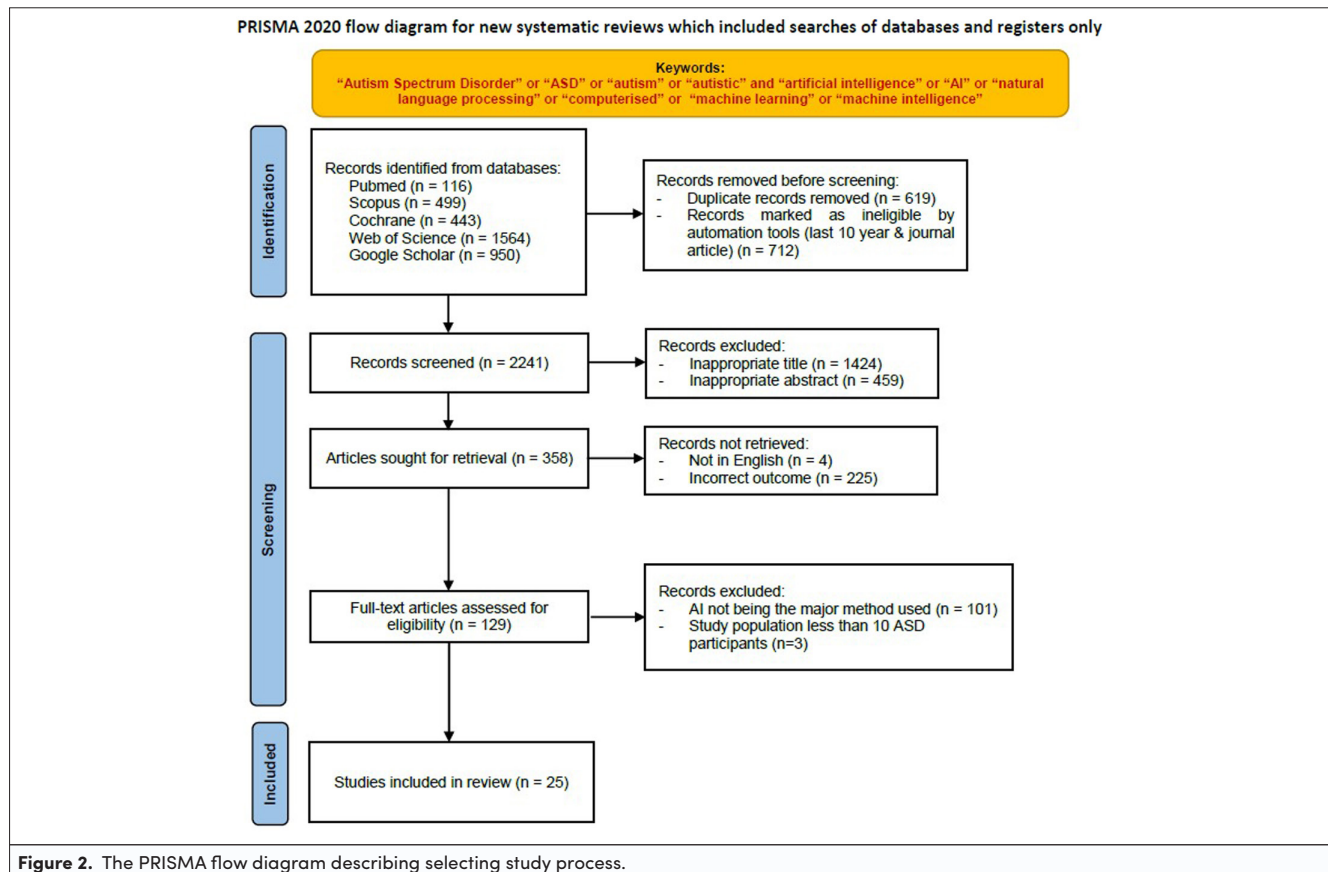 PRISMA 2020 flow diagram for new systematic reviews which included searches of databases and registers only
Keywords:
“Autism Spectrum Disorder” or “ASD” or “autism” or “autistic” and “artificial intelligence” or “AI” or “natural
language processing” or “computerised” or “machine learning” or “machine intelligence”
Identification
Records identified from databases:
Pubmed (n = 116)
Scopus (n = 499)
Cochrane (n = 443)
Web of Science (n = 1564)
Google Scholar (n = 950)
Records removed before screening:
- Duplicate records removed (n = 619)
- Records marked as ineligible by
automation tools (last 10 year & journal
article) (n = 712)
Screening
Records screened (n = 2241)
Records excluded:
- Inappropriate title (n = 1424)
- Inappropriate abstract (n = 459)
Articles sought for retrieval (n = 358)
Records not retrieved:
- Not in English (n = 4)
- Incorrect outcome (n = 225)
Full-text articles assessed for
eligibility (n = 129)
Records excluded:
- AI not being the major method used (n = 101)
- Study population less than 10 ASD
participants (n=3)
Included
Studies included in review (n = 25)
Figure 2. The PRISMA flow diagram describing selecting study process.